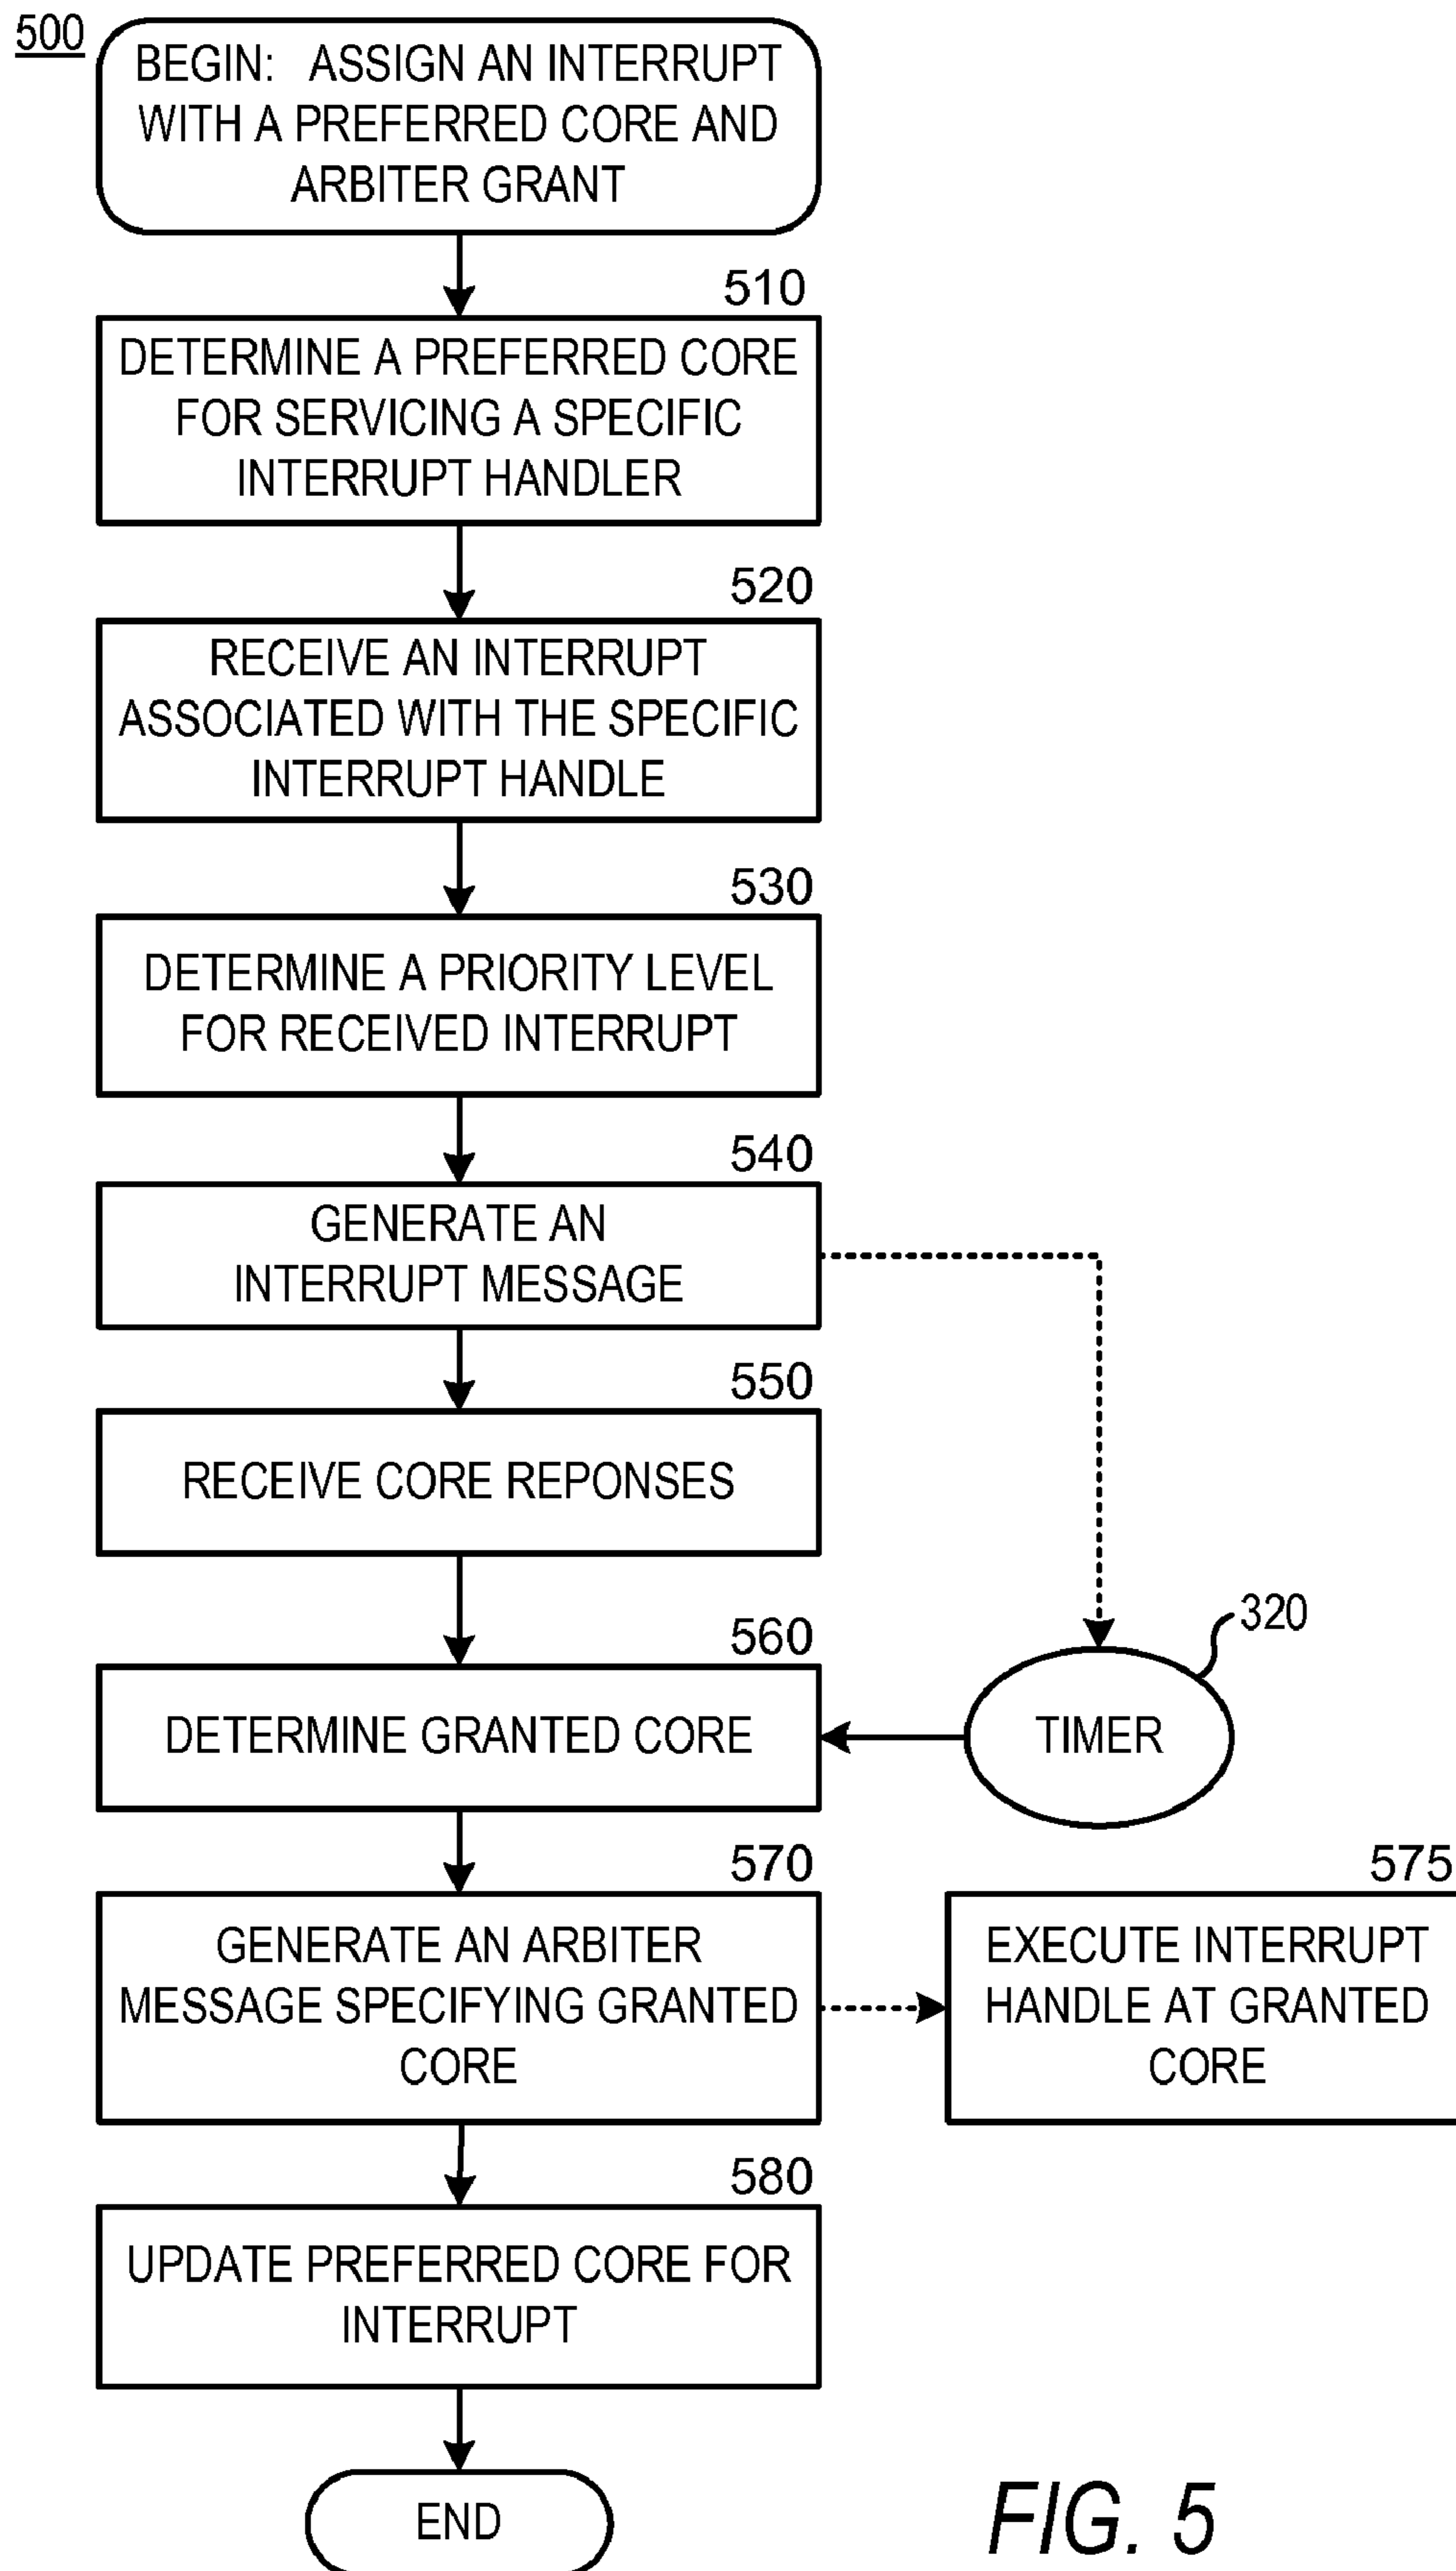 500
BEGIN: ASSIGN AN INTERRUPT
WITH A PREFERRED CORE AND
ARBITER GRANT
510
DETERMINE A PREFERRED CORE
FOR SERVICING A SPECIFIC
INTERRUPT HANDLER
520
RECEIVE AN INTERRUPT
ASSOCIATED WITH THE SPECIFIC
INTERRUPT HANDLE
530
DETERMINE A PRIORITY LEVEL
FOR RECEIVED INTERRUPT
540
GENERATE AN
INTERRUPT MESSAGE
550
RECEIVE CORE REPONSES
560
DETERMINE GRANTED CORE
320
TIMER
570
GENERATE AN ARBITER
MESSAGE SPECIFYING GRANTED
CORE
575
EXECUTE INTERRUPT
HANDLE AT GRANTED
CORE
580
UPDATE PREFERRED CORE FOR
INTERRUPT
END
FIG. 5